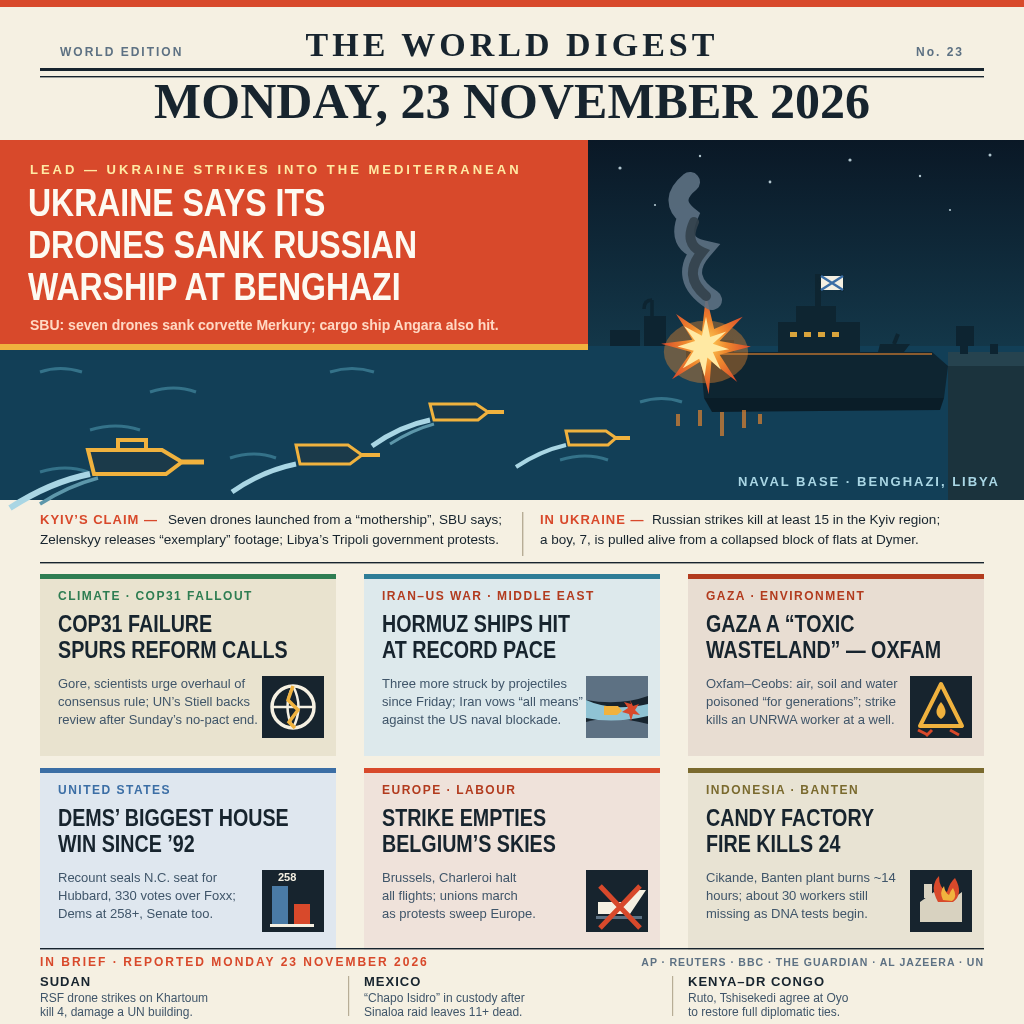 WORLD EDITION
THE WORLD DIGEST
No. 23
MONDAY, 23 NOVEMBER 2026
LEAD — UKRAINE STRIKES INTO THE MEDITERRANEAN
UKRAINE SAYS ITS
DRONES SANK RUSSIAN
WARSHIP AT BENGHAZI
SBU: seven drones sank corvette Merkury; cargo ship Angara also hit.
NAVAL BASE · BENGHAZI, LIBYA
KYIV’S CLAIM — Seven drones launched from a “mothership”, SBU says;
Zelenskyy releases “exemplary” footage; Libya’s Tripoli government protests.
IN UKRAINE — Russian strikes kill at least 15 in the Kyiv region;
a boy, 7, is pulled alive from a collapsed block of flats at Dymer.
CLIMATE · COP31 FALLOUT
COP31 FAILURE
SPURS REFORM CALLS
Gore, scientists urge overhaul of
consensus rule; UN’s Stiell backs
review after Sunday’s no-pact end.
IRAN–US WAR · MIDDLE EAST
HORMUZ SHIPS HIT
AT RECORD PACE
Three more struck by projectiles
since Friday; Iran vows “all means”
against the US naval blockade.
GAZA · ENVIRONMENT
GAZA A “TOXIC
WASTELAND” — OXFAM
Oxfam–Ceobs: air, soil and water
poisoned “for generations”; strike
kills an UNRWA worker at a well.
UNITED STATES
DEMS’ BIGGEST HOUSE
WIN SINCE ’92
Recount seals N.C. seat for
Hubbard, 330 votes over Foxx;
Dems at 258+, Senate too.
258
EUROPE · LABOUR
STRIKE EMPTIES
BELGIUM’S SKIES
Brussels, Charleroi halt
all flights; unions march
as protests sweep Europe.
INDONESIA · BANTEN
CANDY FACTORY
FIRE KILLS 24
Cikande, Banten plant burns ~14
hours; about 30 workers still
missing as DNA tests begin.
IN BRIEF · REPORTED MONDAY 23 NOVEMBER 2026
AP · REUTERS · BBC · THE GUARDIAN · AL JAZEERA · UN
SUDAN
RSF drone strikes on Khartoum
kill 4, damage a UN building.
MEXICO
“Chapo Isidro” in custody after
Sinaloa raid leaves 11+ dead.
KENYA–DR CONGO
Ruto, Tshisekedi agree at Oyo
to restore full diplomatic ties.